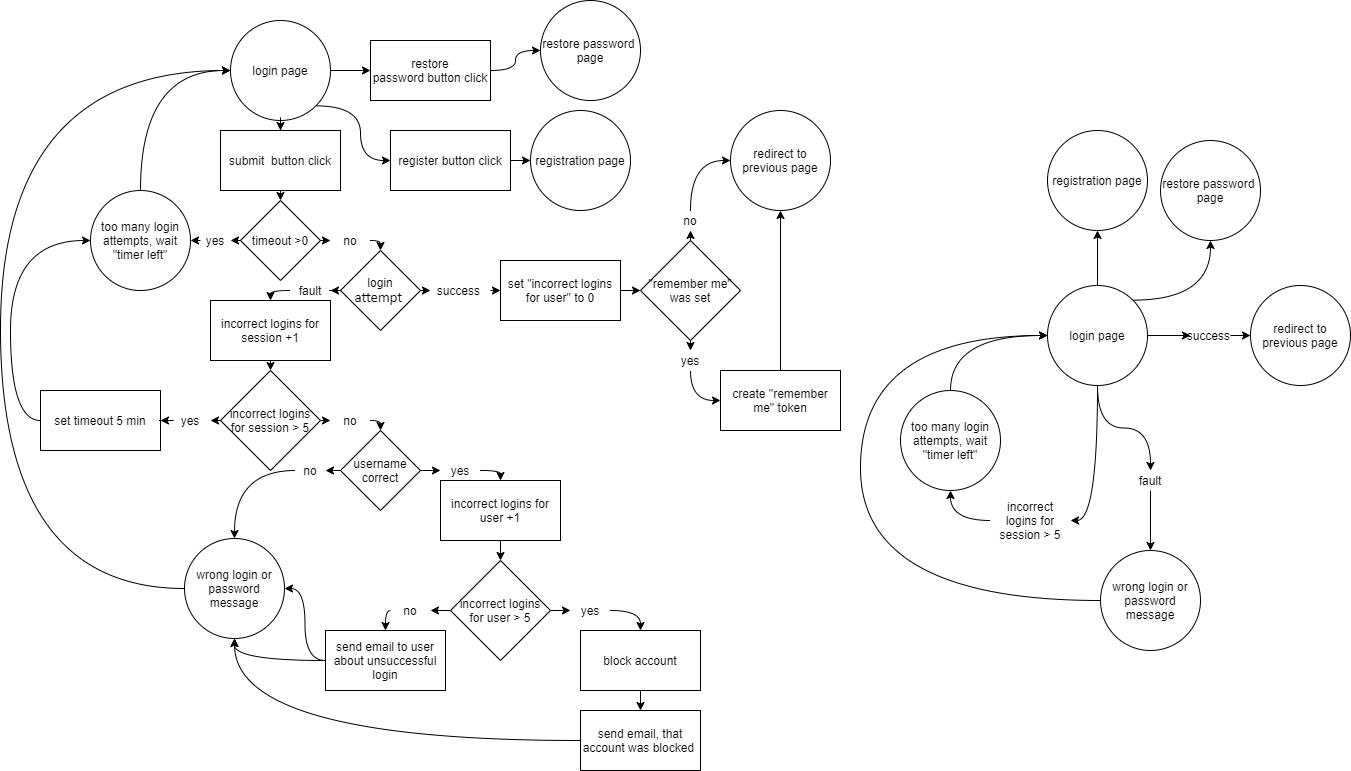 login page
restore
password button click
restore password
page
submit  button click
register button click
registration page
redirect to
previous page
too many login
attempts, wait
"timer left"
yes
timeout >0
no
no
login
attempt
fault
success
set "incorrect logins
for user" to 0
"remember me"
was set
incorrect logins for
session +1
yes
create "remember
me" token
set timeout 5 min
yes
incorrect logins
for session > 5
no
username
correct
no
yes
incorrect logins for
user +1
wrong login or
password
message
no
incorrect logins
for user > 5
yes
send email to user
about unsuccessful
login
block account
send email, that
account was blocked
registration page
restore password
page
login page
success
redirect to
previous page
too many login
attempts, wait
"timer left"
fault
incorrect
logins for
session > 5
wrong login or
password
message